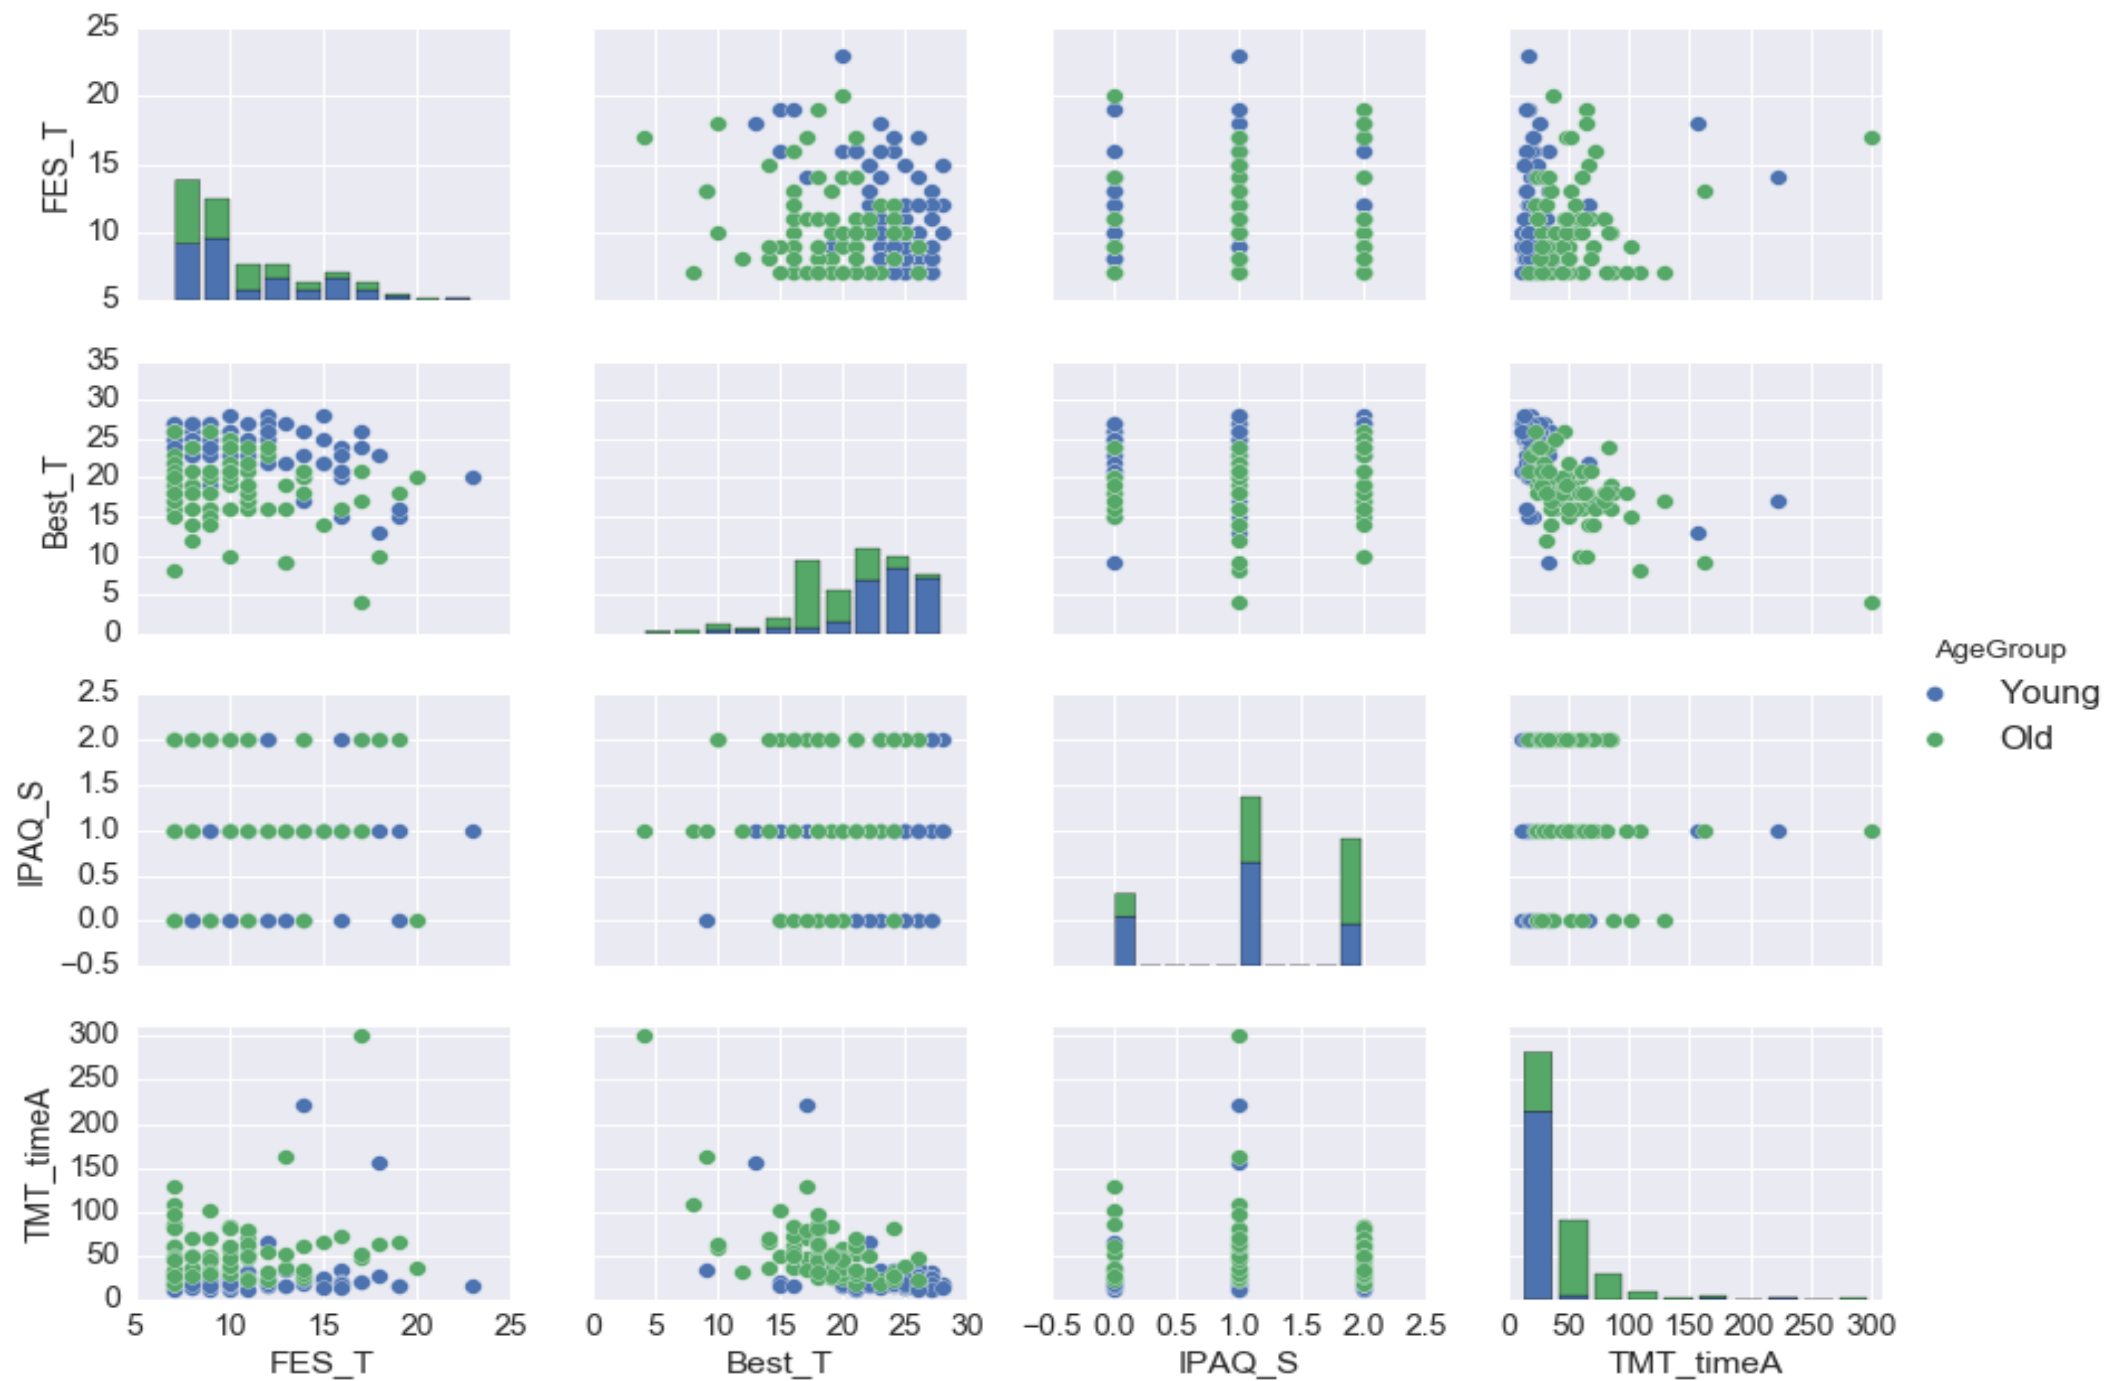 25
20
15
10
5
FES_T
35
30
25
20
15
10
5
0
Best_T
AgeGroup
Young
Old
2.5
2.0
1.5
1.0
0.5
0.0
−0.5
IPAQ_S
300
250
200
150
100
50
0
TMT_timeA
5 10 15 20 25
0 5 10 15 20 25 30
−0.5 0.0 0.5 1.0 1.5 2.0 2.5
0 50 100 150 200 250 300
FES_T
Best_T
IPAQ_S
TMT_timeA